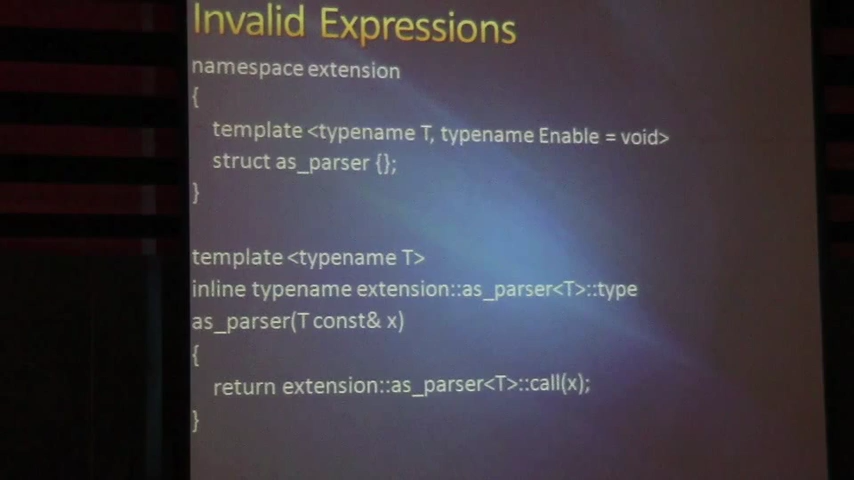 Invalid Expressions
namespace extension
{
template <typename T, typename Enable = void>
struct as_parser {};
}
template <typename T>
inline typename extension::as_parser<T>::type
as_parser(T const& x)
{
return extension::as_parser<T>::call(x);
}